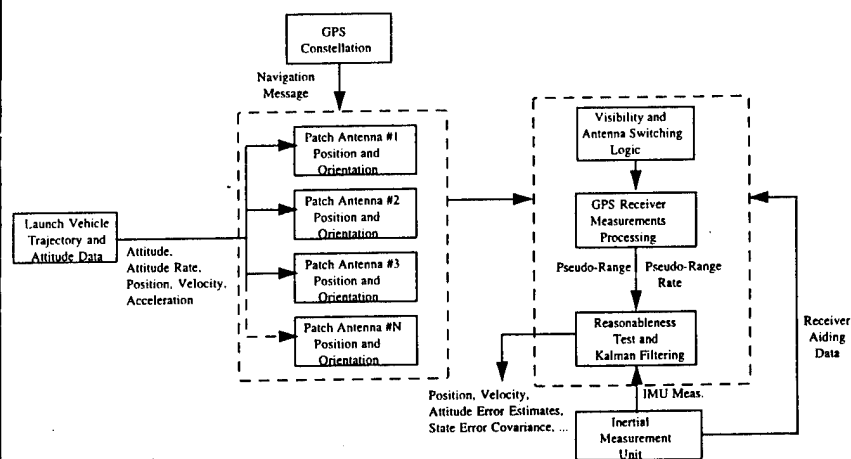 GPS
Constellation
Navigation
Message
Patch Antenna #1
Position and
Orientation
Patch Antenna #2
Position and
Orientation
Patch Antenna #3
Position and
Orientation
Patch Antenna #N
Position and
Orientation
Launch Vehicle
Trajectory and
Attitude Data
Attitude,
Attitude Rate,
Position, Velocity,
Acceleration
Visibility and
Antenna Switching
Logic
GPS Receiver
Measurements
Processing
Pseudo-Range
Pseudo-Range
Rate
Reasonableness
Test and
Kalman Filtering
Receiver
Aiding
Data
Position, Velocity,
Attitude Error Estimates,
State Error Covariance, ...
IMU Meas.
Inertial
Measurement
Unit